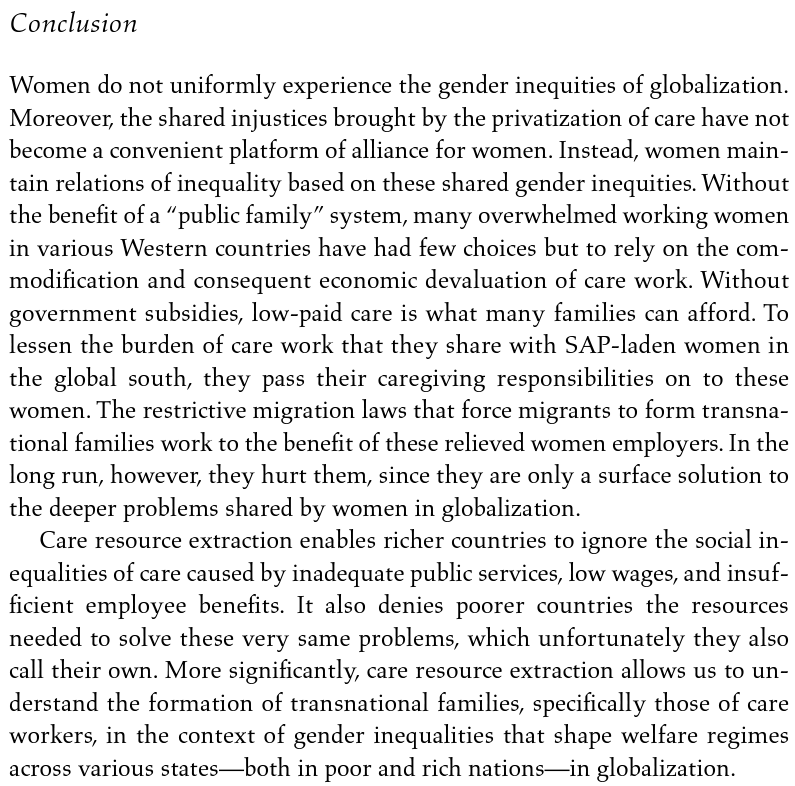 Conclusion
Women do not uniformly experience the gender inequities of globalization.
Moreover, the shared injustices brought by the privatization of care have not
become a convenient platform of alliance for women. Instead, women main-
tain relations of inequality based on these shared gender inequities. Without
the benefit of a “public family” system, many overwhelmed working women
in various Western countries have had few choices but to rely on the com-
modification and consequent economic devaluation of care work. Without
government subsidies, low-paid care is what many families can afford. To
lessen the burden of care work that they share with SAP-laden women in
the global south, they pass their caregiving responsibilities on to these
women. The restrictive migration laws that force migrants to form transna-
tional families work to the benefit of these relieved women employers. In the
long run, however, they hurt them, since they are only a surface solution to
the deeper problems shared by women in globalization.
Care resource extraction enables richer countries to ignore the social in-
equalities of care caused by inadequate public services, low wages, and insuf-
ficient employee benefits. It also denies poorer countries the resources
needed to solve these very same problems, which unfortunately they also
call their own. More significantly, care resource extraction allows us to un-
derstand the formation of transnational families, specifically those of care
workers, in the context of gender inequalities that shape welfare regimes
across various states—both in poor and rich nations—in globalization.